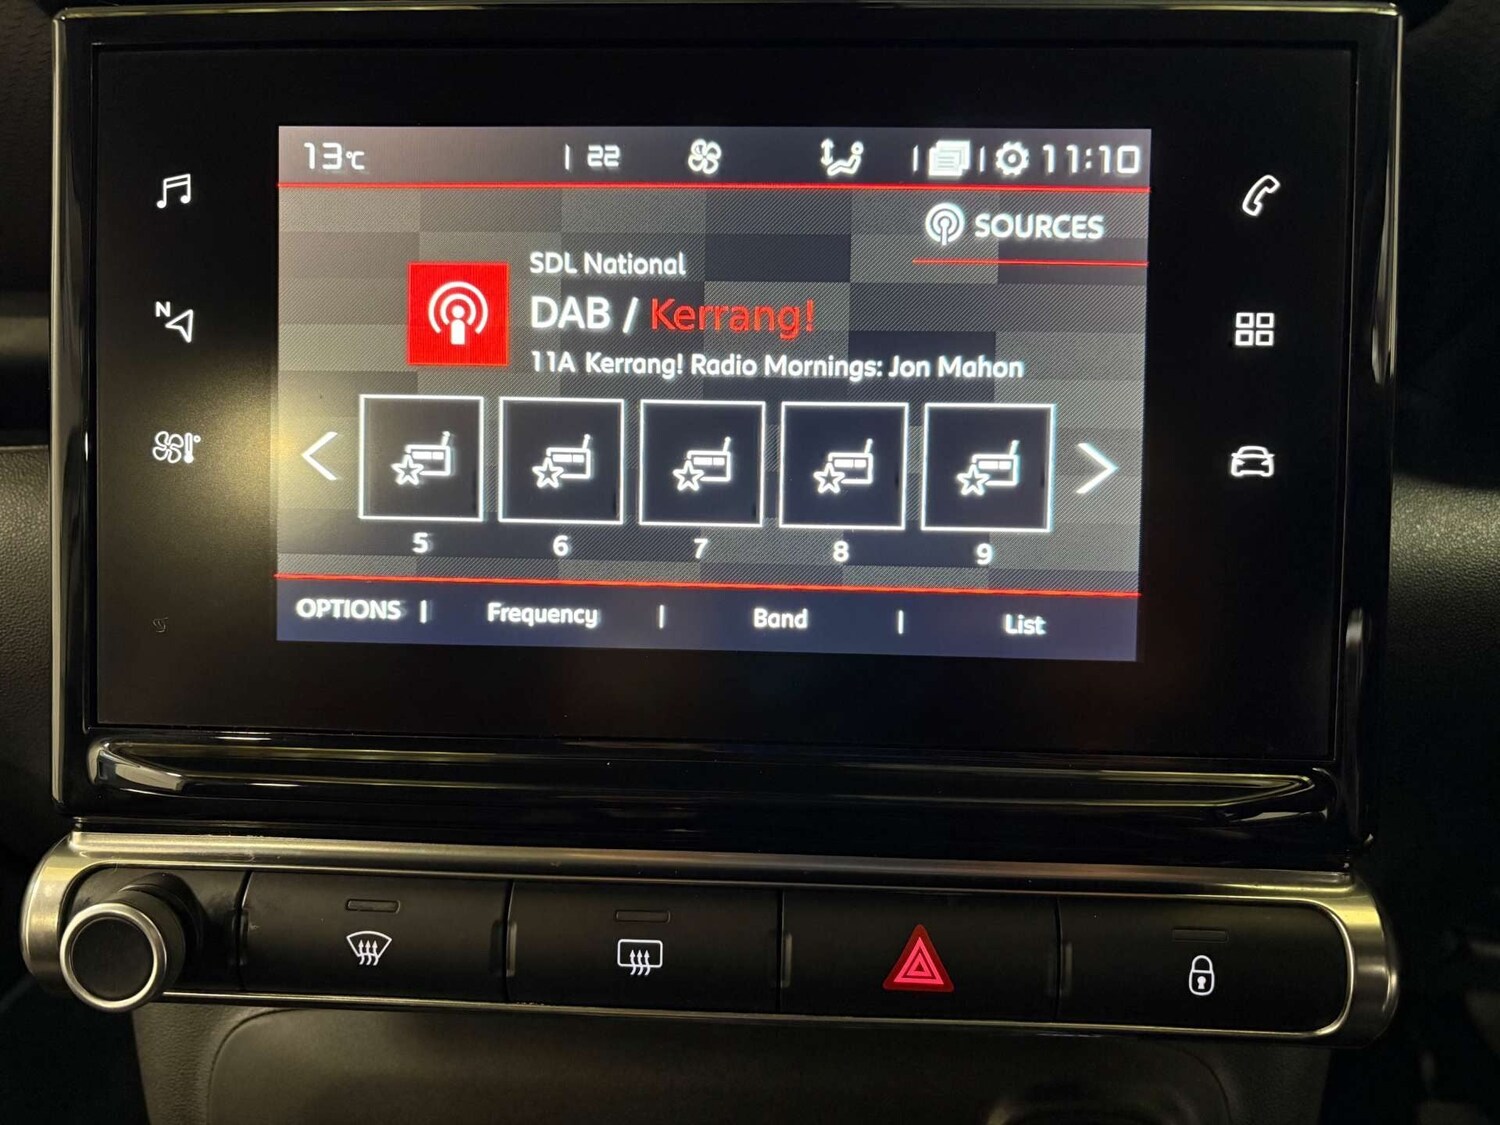 13°C | 22 | | 11:10
SOURCES
SDL National
DAB / Kerrang!
11A Kerrang! Radio Mornings: Jon Mahon
5 6 7 8 9
OPTIONS | Frequency | Band | List
N